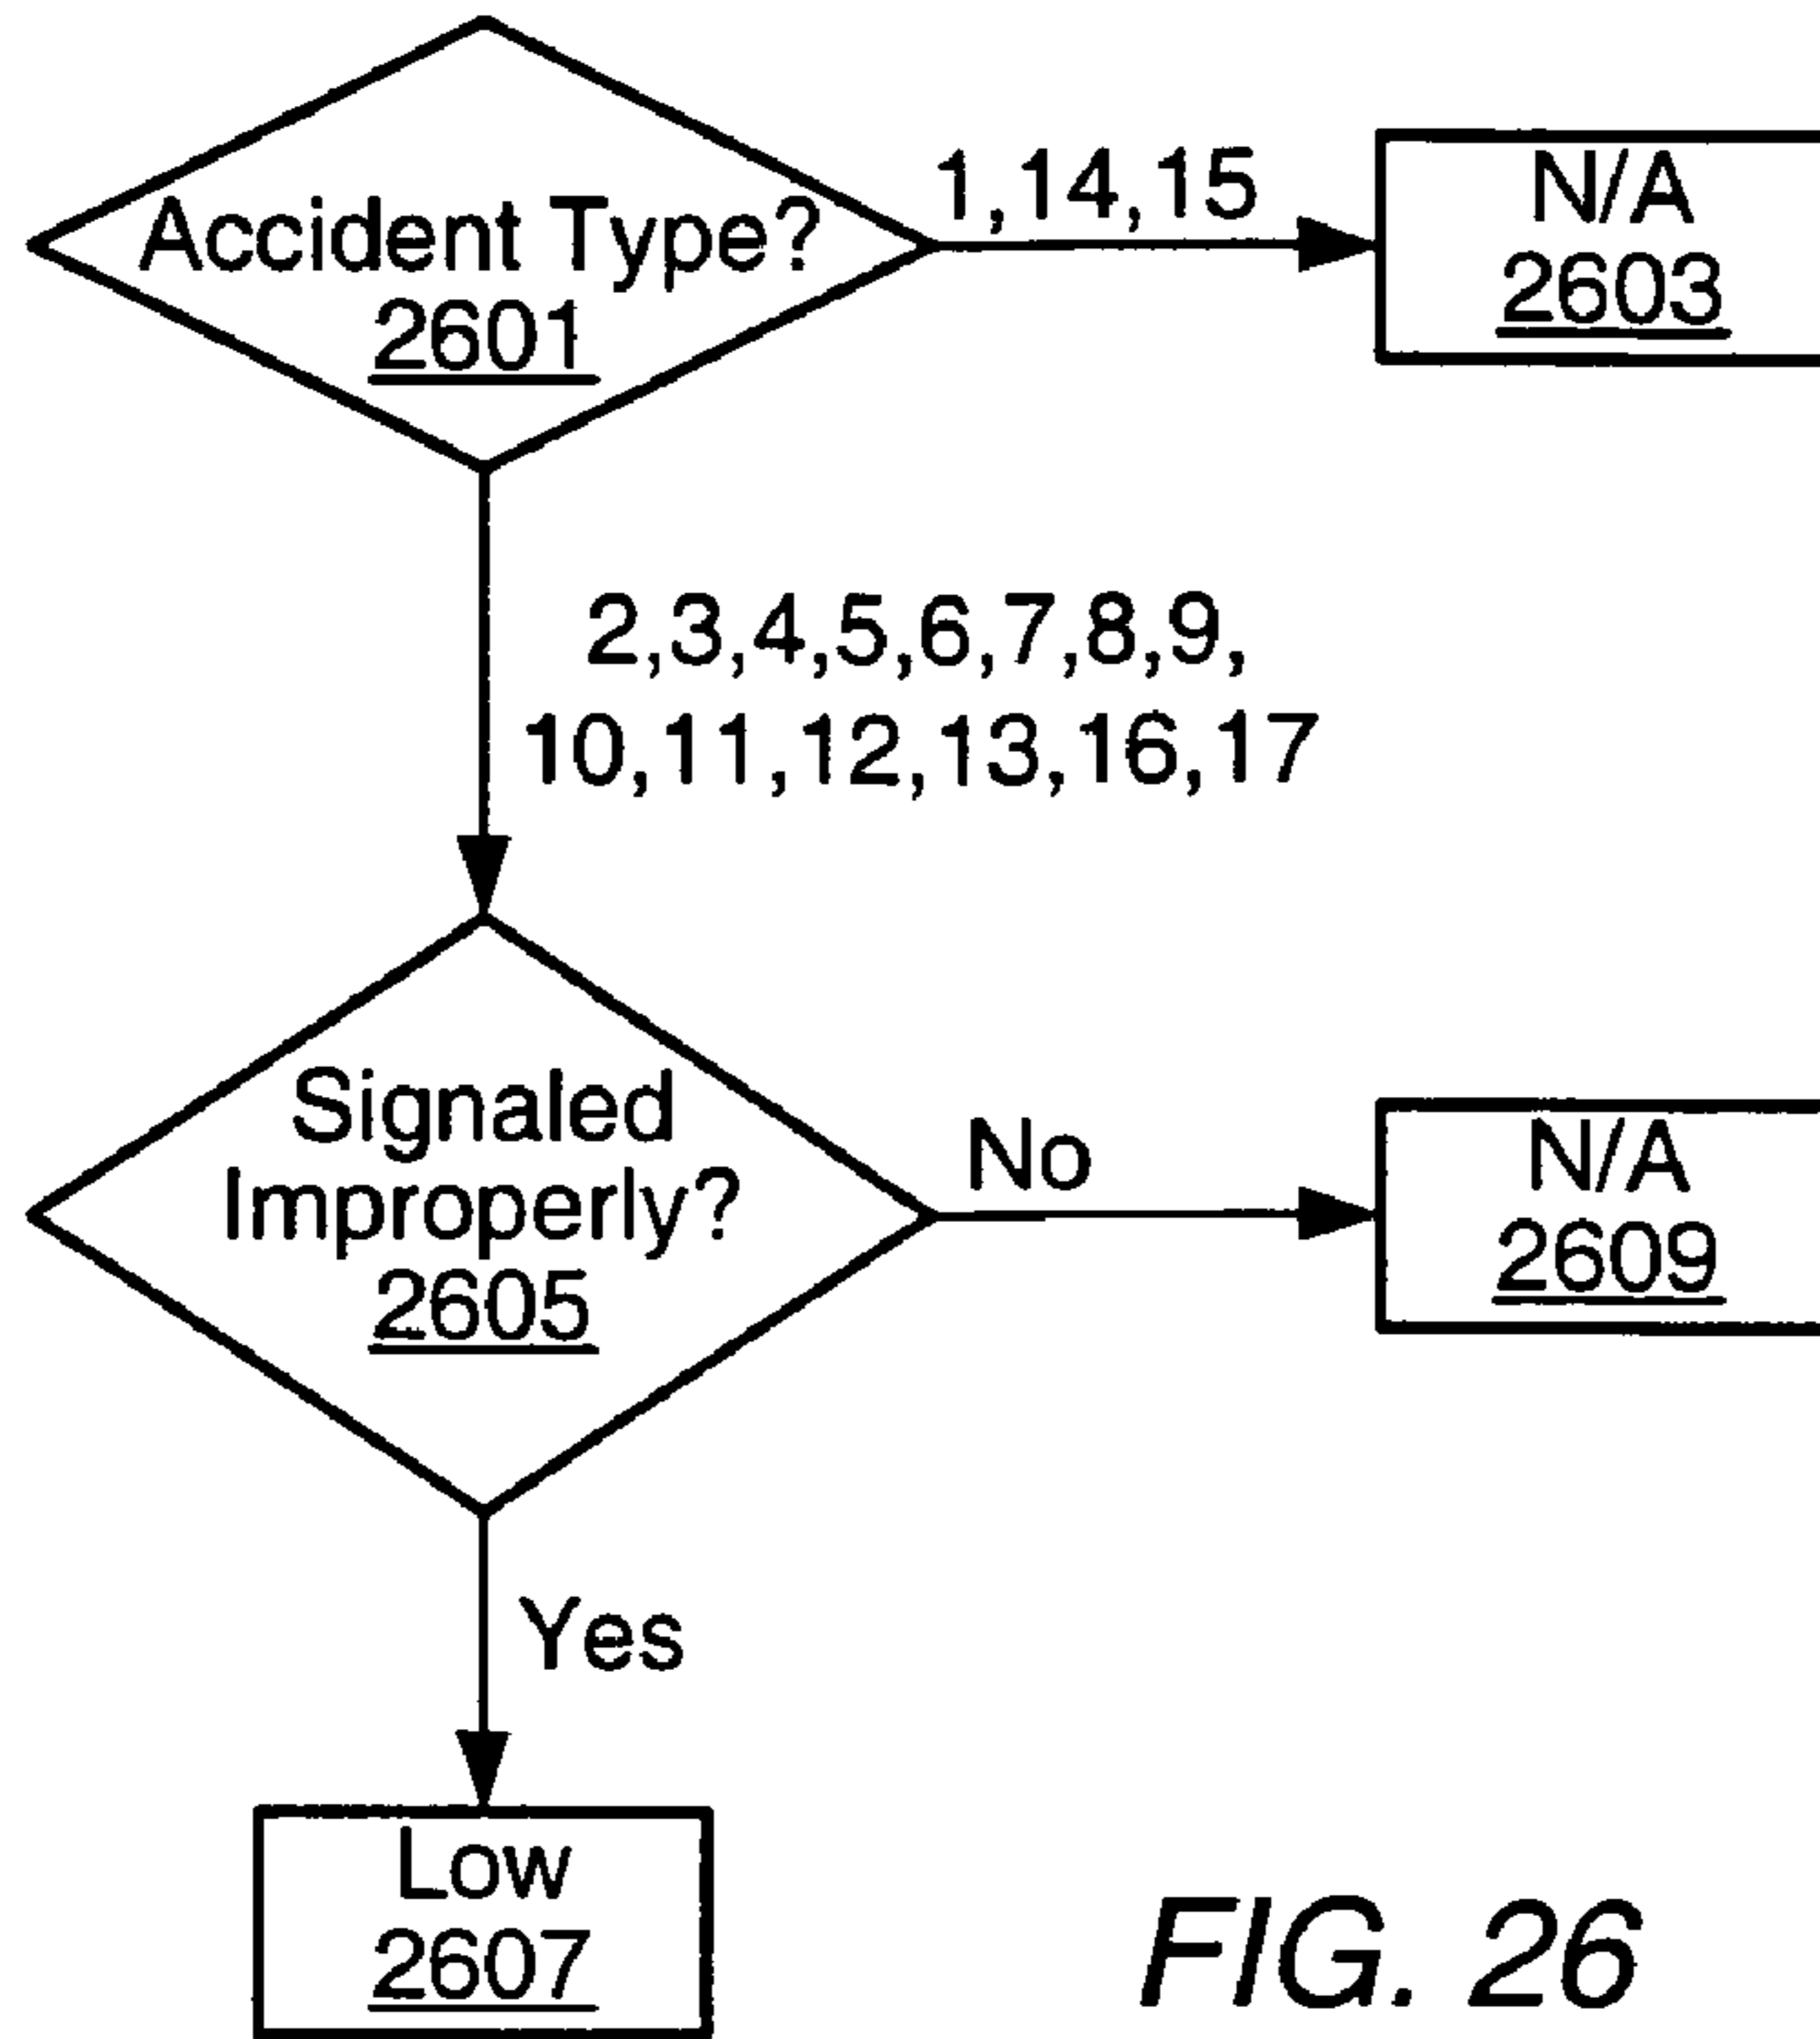 Accident Type?
2601
1,14,15
N/A
2603
2,3,4,5,6,7,8,9,
10,11,12,13,16,17
Signaled
Improperly?
2605
No
N/A
2609
Yes
Low
2607
FIG. 26